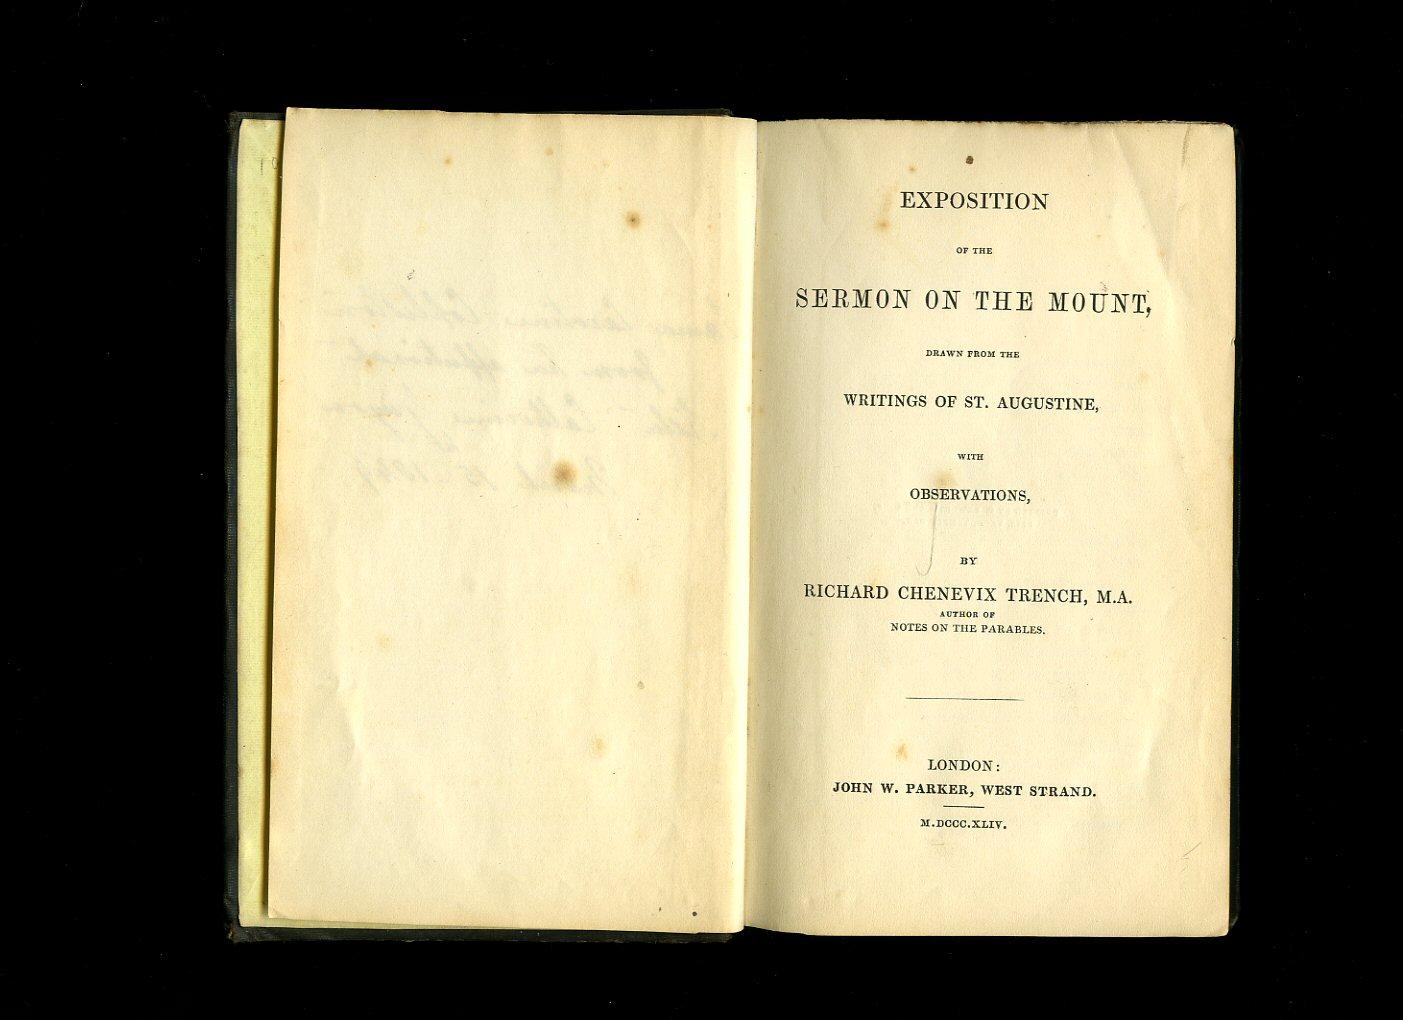 EXPOSITION
OF THE
SERMON ON THE MOUNT,
DRAWN FROM THE
WRITINGS OF ST. AUGUSTINE,
WITH
OBSERVATIONS,
BY
RICHARD CHENEVIX TRENCH, M.A.
AUTHOR OF
NOTES ON THE PARABLES.
LONDON:
JOHN W. PARKER, WEST STRAND.
M.DCCC.XLIV.